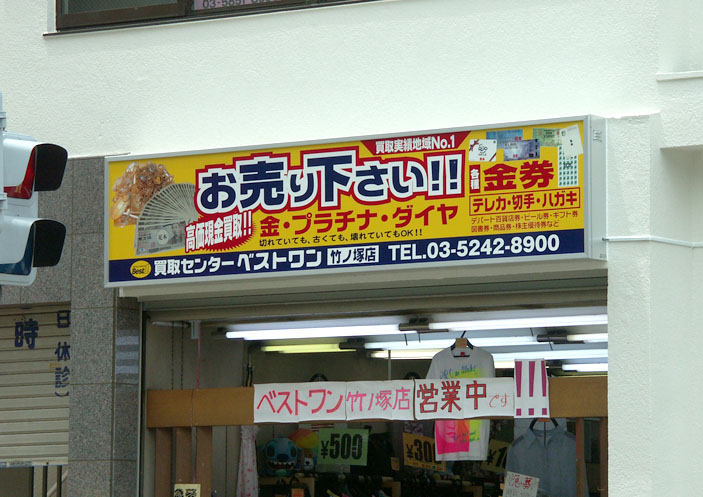 買取実績地域No.1
お売り下さい!!
高価現金買取!!
金・プラチナ・ダイヤ
切れていても、古くても、壊れていてもOK!!
各種
金券
テレカ・切手・ハガキ
デパート百貨店券・ビール券・ギフト券
図書券・商品券・株主優待券など
Best!
買取センターベストワン 竹ノ塚店 TEL.03-5242-8900
ベストワン 竹ノ塚店 営業中です!!!
¥500
¥300
時
日
休診